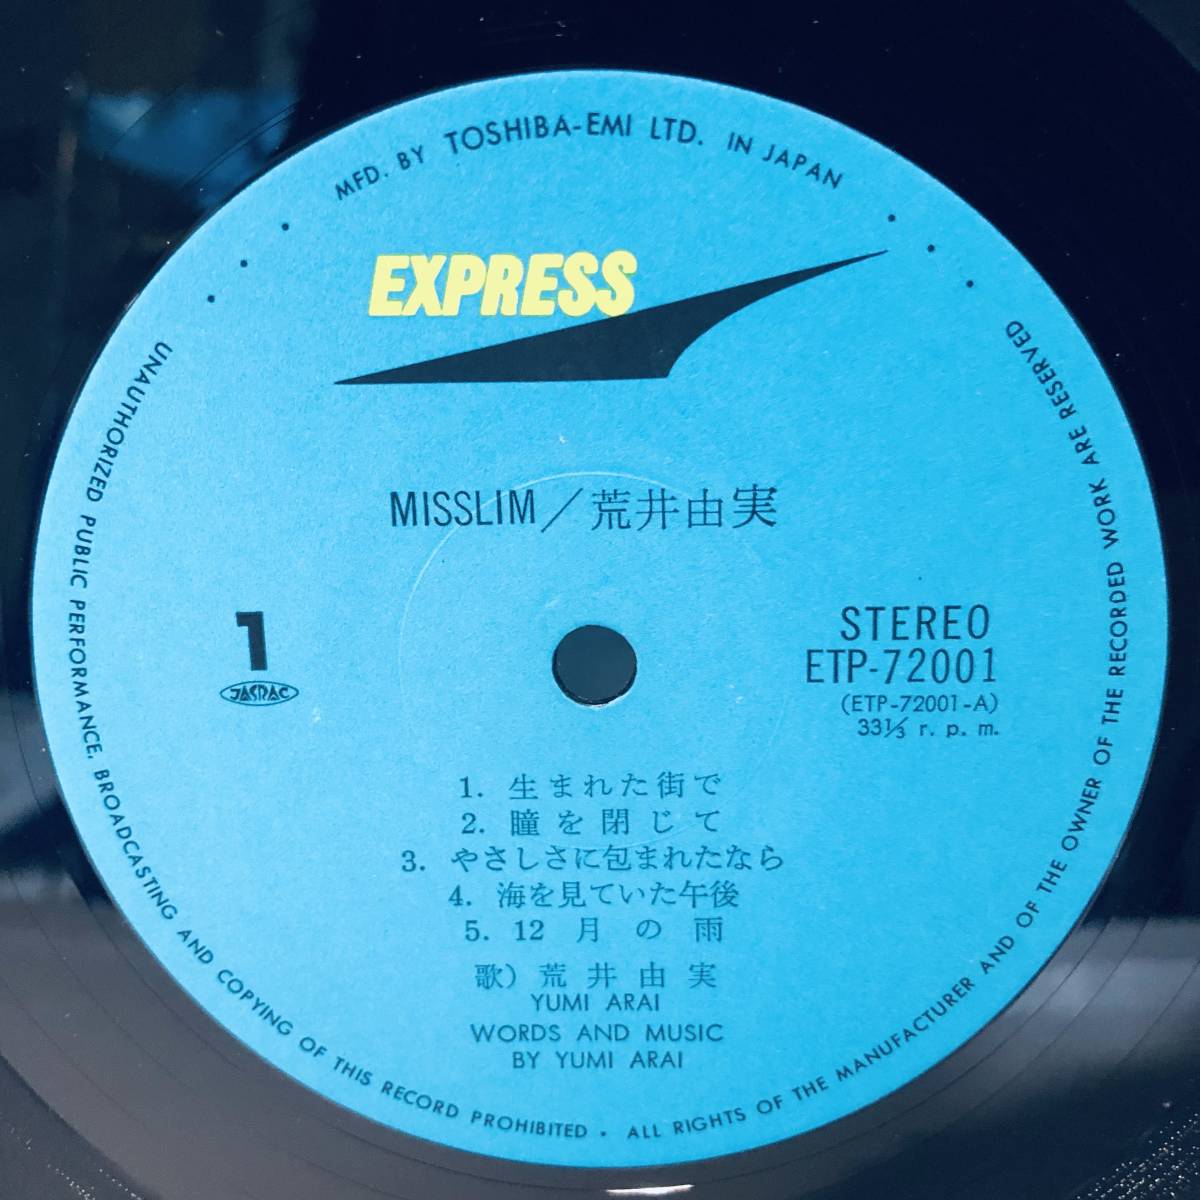 MFD. BY TOSHIBA-EMI LTD. IN JAPAN
EXPRESS
MISSLIM／荒井由実
1
JASRAC
STEREO
ETP-72001
(ETP-72001-A)
33⅓ r. p. m.
1. 生まれた街で
2. 瞳を閉じて
3. やさしさに包まれたなら
4. 海を見ていた午後
5. 12月の雨
歌）荒井由実
YUMI ARAI
WORDS AND MUSIC
BY YUMI ARAI
UNAUTHORIZED PUBLIC PERFORMANCE, BROADCASTING AND COPYING OF THIS RECORD PROHIBITED • ALL RIGHTS OF THE MANUFACTURER AND OF THE OWNER OF THE RECORDED WORK ARE RESERVED